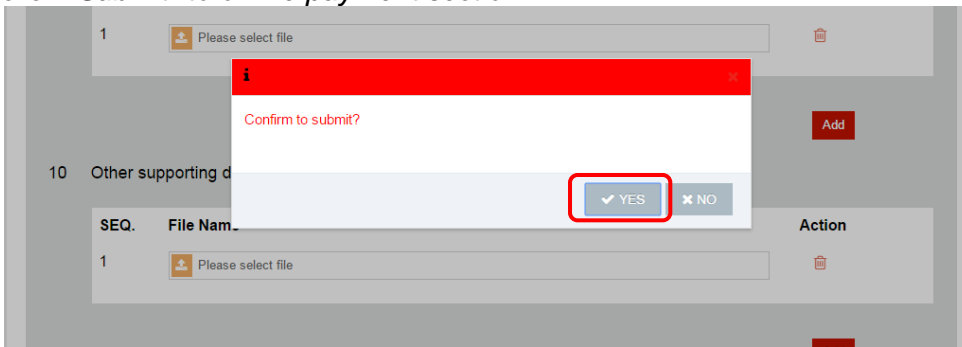 1 Please select file
i ×
Confirm to submit?
Add
10 Other supporting d
YES NO
SEQ. File Nam Action
1 Please select file